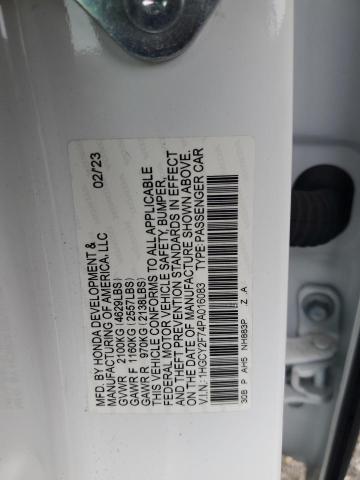 MFD. BY HONDA DEVELOPMENT & 02/'23
MANUFACTURING OF AMERICA, LLC
GVWR 2100KG (4629LBS)
GAWR F 1160KG (2557LBS)
GAWR R 970KG (2138LBS)
THIS VEHICLE CONFORMS TO ALL APPLICABLE
FEDERAL MOTOR VEHICLE SAFETY, BUMPER,
AND THEFT PREVENTION STANDARDS IN EFFECT
ON THE DATE OF MANUFACTURE SHOWN ABOVE.
V.I.N.: 1HGCY2F74PA016083 TYPE: PASSENGER CAR
30B P AH5 NH883P Z A